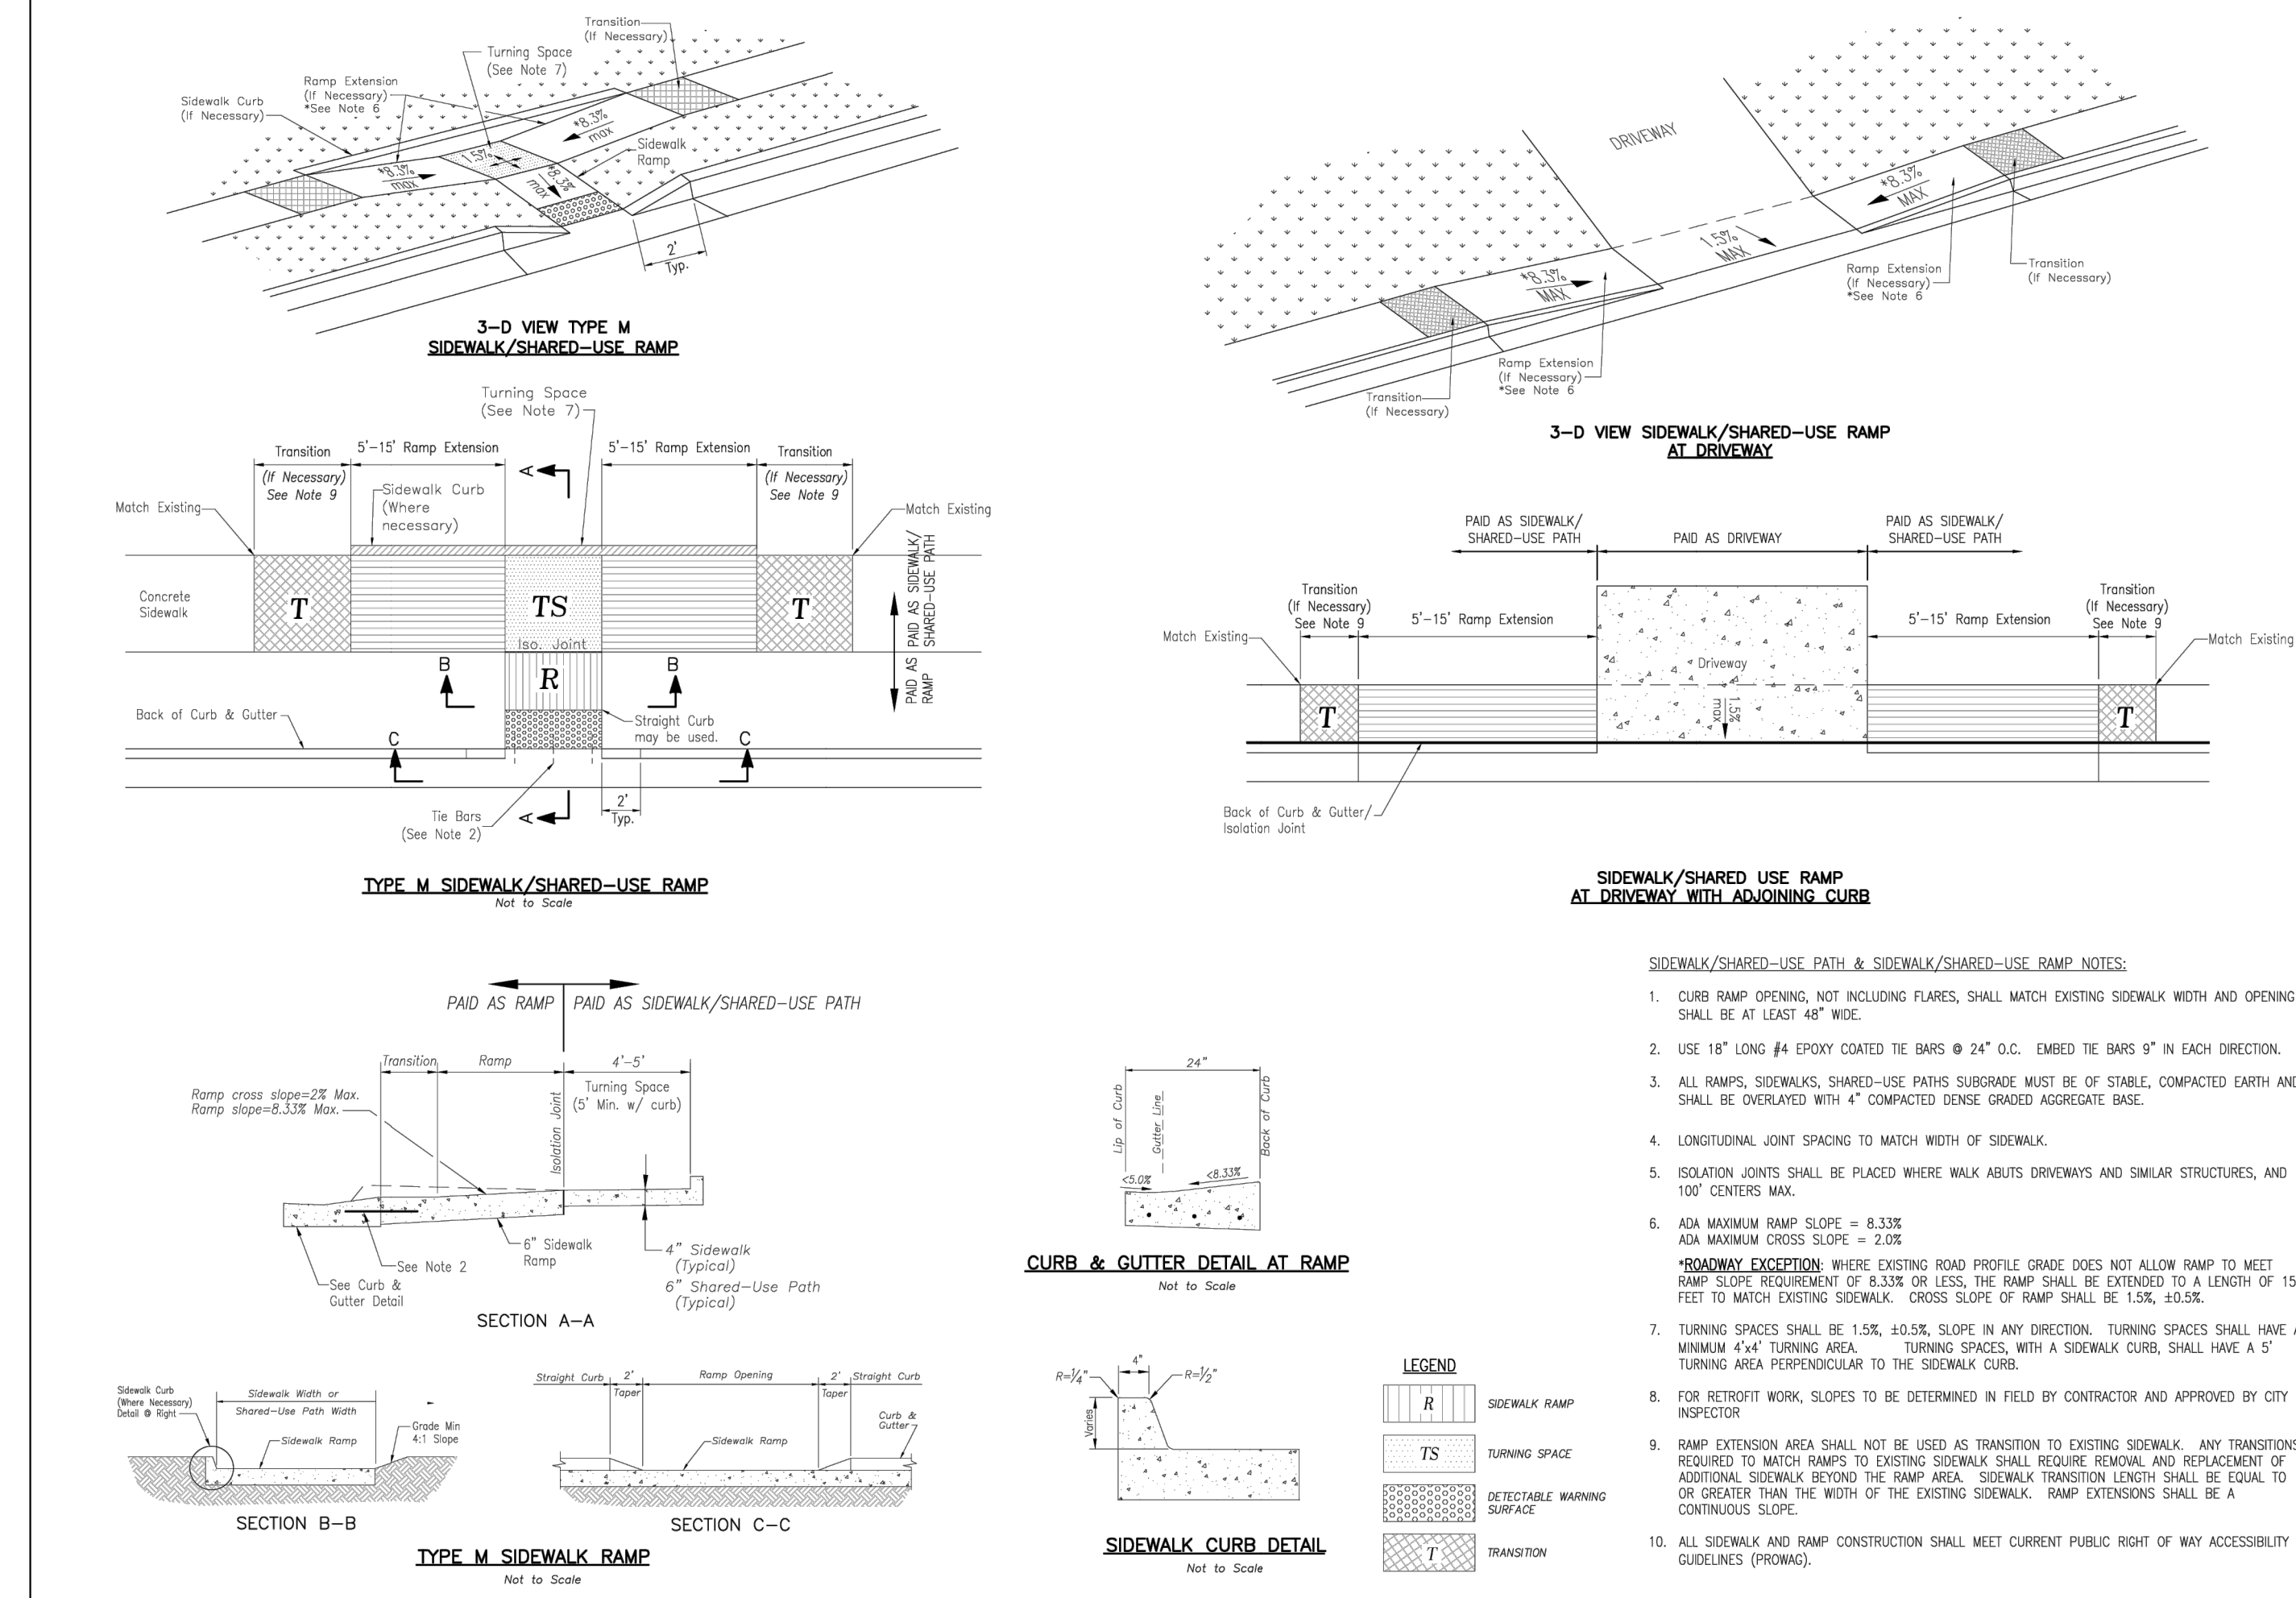 Transition
(If Necessary)
Turning Space
(See Note 7)
Ramp Extension
(If Necessary)
*See Note 6
Sidewalk Curb
(If Necessary)
*8.3%
max
Sidewalk
Ramp
1.5%
*8.3%
max
*8.3%
max
2'
Typ.
3-D VIEW TYPE M
SIDEWALK/SHARED-USE RAMP
DRIVEWAY
*8.3%
MAX
1.5%
MAX
*8.3%
MAX
Ramp Extension
(If Necessary)
*See Note 6
Transition
(If Necessary)
Ramp Extension
(If Necessary)
*See Note 6
Transition
(If Necessary)
3-D VIEW SIDEWALK/SHARED-USE RAMP
AT DRIVEWAY
Turning Space
(See Note 7)
Transition
5'-15' Ramp Extension
5'-15' Ramp Extension
Transition
(If Necessary)
See Note 9
Sidewalk Curb
(Where
necessary)
A
(If Necessary)
See Note 9
Match Existing
Match Existing
Concrete
Sidewalk
T
TS
T
Iso. Joint
PAID AS SIDEWALK/
SHARED-USE PATH
PAID AS
RAMP
B
R
B
Back of Curb & Gutter
Straight Curb
may be used.
C
C
Tie Bars
(See Note 2)
A
2'
Typ.
TYPE M SIDEWALK/SHARED-USE RAMP
Not to Scale
PAID AS SIDEWALK/
SHARED-USE PATH
PAID AS DRIVEWAY
PAID AS SIDEWALK/
SHARED-USE PATH
Transition
(If Necessary)
See Note 9
5'-15' Ramp Extension
5'-15' Ramp Extension
Transition
(If Necessary)
See Note 9
Match Existing
Match Existing
Driveway
T
1.5%
max
T
Back of Curb & Gutter/
Isolation Joint
SIDEWALK/SHARED USE RAMP
AT DRIVEWAY WITH ADJOINING CURB
PAID AS RAMP
PAID AS SIDEWALK/SHARED-USE PATH
Transition
Ramp
4'-5'
Turning Space
(5' Min. w/ curb)
Ramp cross slope=2% Max.
Ramp slope=8.33% Max.
Isolation Joint
6" Sidewalk
Ramp
See Note 2
See Curb &
Gutter Detail
4" Sidewalk
(Typical)
6" Shared-Use Path
(Typical)
SECTION A-A
24"
Lip of Curb
Gutter Line
Back of Curb
<5.0%
<8.33%
CURB & GUTTER DETAIL AT RAMP
Not to Scale
Sidewalk Curb
(Where Necessary)
Detail @ Right
Sidewalk Width or
Shared-Use Path Width
Grade Min
4:1 Slope
Sidewalk Ramp
SECTION B-B
Straight Curb
2'
Taper
Ramp Opening
2'
Taper
Straight Curb
Curb &
Gutter
Sidewalk Ramp
SECTION C-C
TYPE M SIDEWALK RAMP
Not to Scale
4"
R=¼"
R=½"
Varies
SIDEWALK CURB DETAIL
Not to Scale
LEGEND
R SIDEWALK RAMP
TS TURNING SPACE
DETECTABLE WARNING
SURFACE
T TRANSITION
SIDEWALK/SHARED-USE PATH & SIDEWALK/SHARED-USE RAMP NOTES:
1. CURB RAMP OPENING, NOT INCLUDING FLARES, SHALL MATCH EXISTING SIDEWALK WIDTH AND OPENING
SHALL BE AT LEAST 48" WIDE.
2. USE 18" LONG #4 EPOXY COATED TIE BARS @ 24" O.C. EMBED TIE BARS 9" IN EACH DIRECTION.
3. ALL RAMPS, SIDEWALKS, SHARED-USE PATHS SUBGRADE MUST BE OF STABLE, COMPACTED EARTH AND
SHALL BE OVERLAYED WITH 4" COMPACTED DENSE GRADED AGGREGATE BASE.
4. LONGITUDINAL JOINT SPACING TO MATCH WIDTH OF SIDEWALK.
5. ISOLATION JOINTS SHALL BE PLACED WHERE WALK ABUTS DRIVEWAYS AND SIMILAR STRUCTURES, AND
100' CENTERS MAX.
6. ADA MAXIMUM RAMP SLOPE = 8.33%
ADA MAXIMUM CROSS SLOPE = 2.0%
*ROADWAY EXCEPTION: WHERE EXISTING ROAD PROFILE GRADE DOES NOT ALLOW RAMP TO MEET
RAMP SLOPE REQUIREMENT OF 8.33% OR LESS, THE RAMP SHALL BE EXTENDED TO A LENGTH OF 15
FEET TO MATCH EXISTING SIDEWALK. CROSS SLOPE OF RAMP SHALL BE 1.5%, ±0.5%.
7. TURNING SPACES SHALL BE 1.5%, ±0.5%, SLOPE IN ANY DIRECTION. TURNING SPACES SHALL HAVE A
MINIMUM 4'x4' TURNING AREA. TURNING SPACES, WITH A SIDEWALK CURB, SHALL HAVE A 5'
TURNING AREA PERPENDICULAR TO THE SIDEWALK CURB.
8. FOR RETROFIT WORK, SLOPES TO BE DETERMINED IN FIELD BY CONTRACTOR AND APPROVED BY CITY
INSPECTOR
9. RAMP EXTENSION AREA SHALL NOT BE USED AS TRANSITION TO EXISTING SIDEWALK. ANY TRANSITIONS
REQUIRED TO MATCH RAMPS TO EXISTING SIDEWALK SHALL REQUIRE REMOVAL AND REPLACEMENT OF
ADDITIONAL SIDEWALK BEYOND THE RAMP AREA. SIDEWALK TRANSITION LENGTH SHALL BE EQUAL TO
OR GREATER THAN THE WIDTH OF THE EXISTING SIDEWALK. RAMP EXTENSIONS SHALL BE A
CONTINUOUS SLOPE.
10. ALL SIDEWALK AND RAMP CONSTRUCTION SHALL MEET CURRENT PUBLIC RIGHT OF WAY ACCESSIBILITY
GUIDELINES (PROWAG).